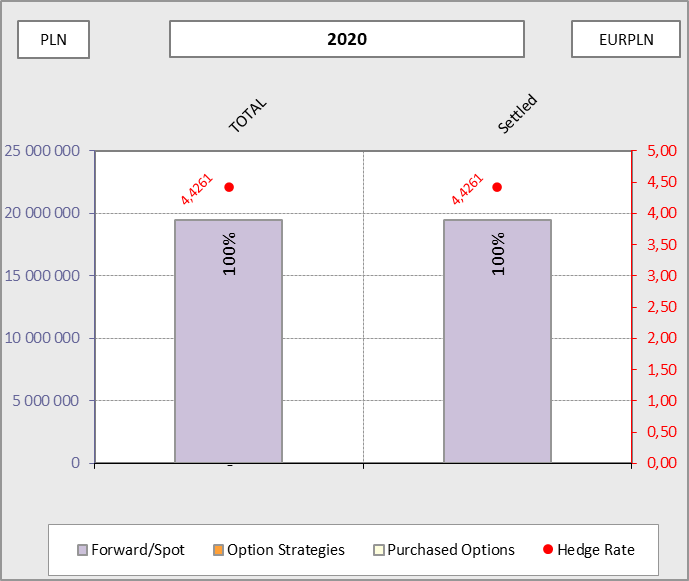 PLN
2020
EURPLN
TOTAL
Settled
25 000 000
5,00
4,50
4,4261
4,4261
20 000 000
4,00
100%
100%
3,50
15 000 000
3,00
2,50
10 000 000
2,00
1,50
5 000 000
1,00
0,50
0
-
0,00
Forward/Spot
Option Strategies
Purchased Options
Hedge Rate